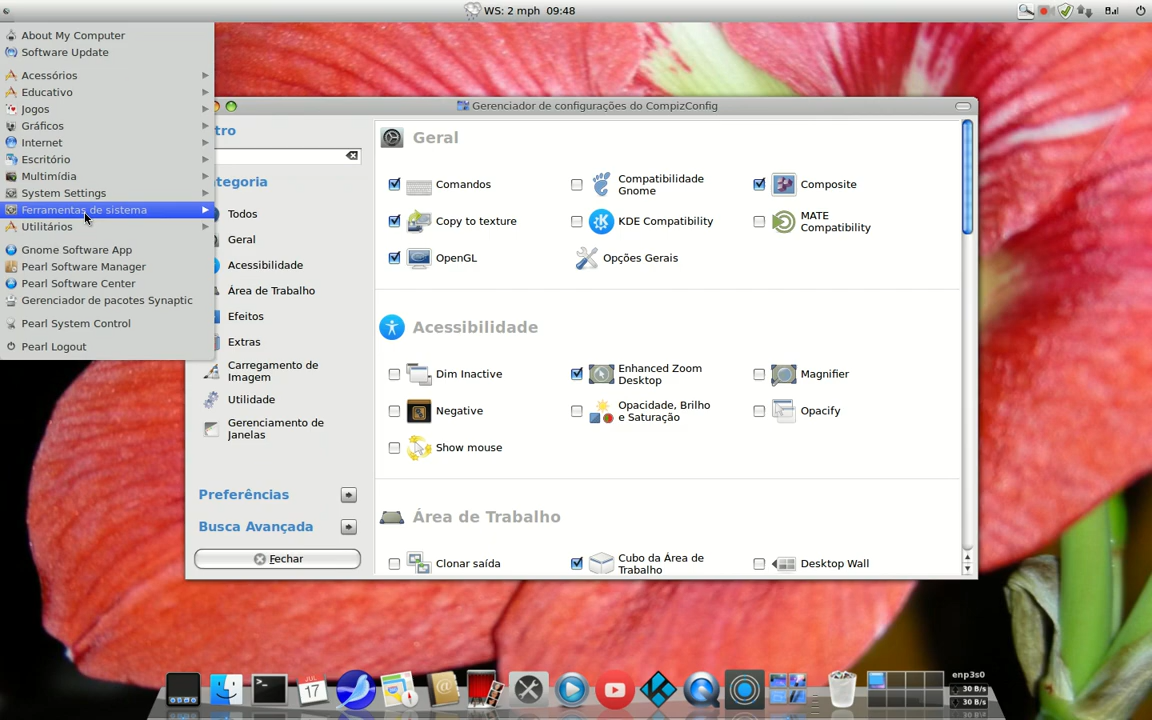 WS: 2 mph 09:48
About My Computer
Software Update
Acessórios
Educativo
Jogos
Gráficos
Internet
Escritório
Multimídia
System Settings
Ferramentas de sistema
Utilitários
Gnome Software App
Pearl Software Manager
Pearl Software Center
Gerenciador de pacotes Synaptic
Pearl System Control
Pearl Logout
Gerenciador de configurações do CompizConfig
tro
tegoria
Todos
Geral
Acessibilidade
Área de Trabalho
Efeitos
Extras
Carregamento de
Imagem
Utilidade
Gerenciamento de
Janelas
Preferências
Busca Avançada
Fechar
Geral
Comandos
Compatibilidade
Gnome
Composite
Copy to texture
KDE Compatibility
MATE
Compatibility
OpenGL
Opções Gerais
Acessibilidade
Dim Inactive
Enhanced Zoom
Desktop
Magnifier
Negative
Opacidade, Brilho
e Saturação
Opacify
Show mouse
Área de Trabalho
Clonar saída
Cubo da Área de
Trabalho
Desktop Wall
JUL
17
enp3s0
30 B/s
30 B/s